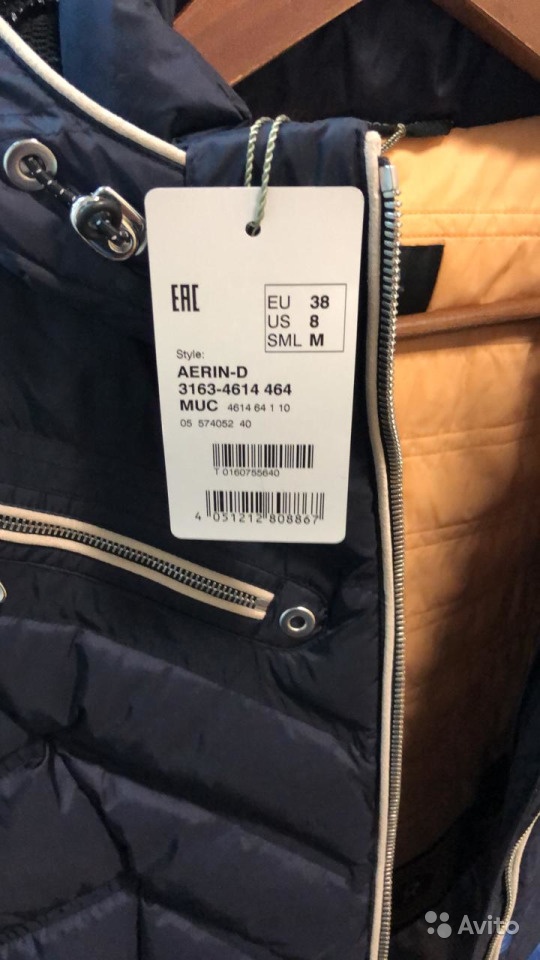 EAC
EU 38
US 8
SML M
Style:
AERIN-D
3163-4614 464
MUC 4614 64 1 10
05 574052 40
T 0160755640
4 051212 808867
Avito